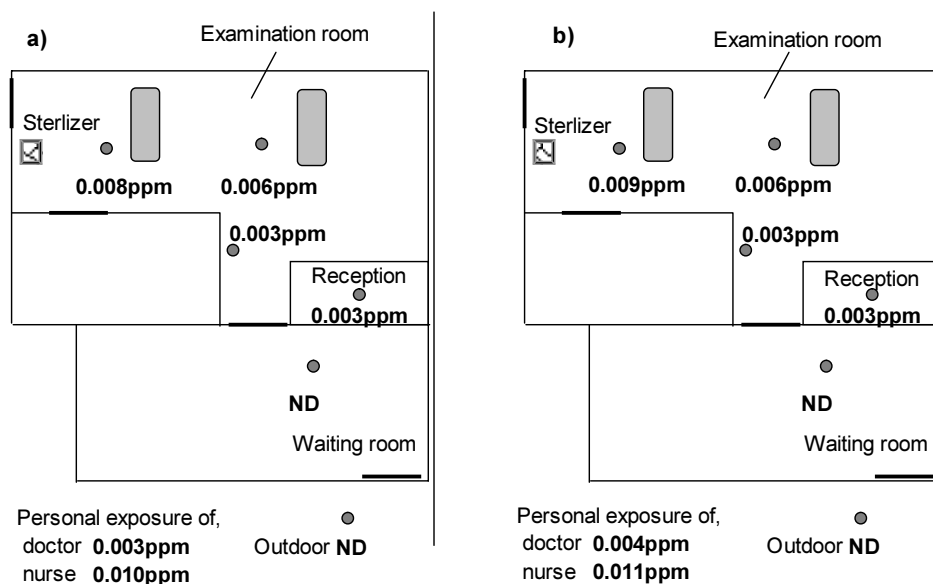 a)
Examination room
Sterlizer
0.008ppm
0.006ppm
0.003ppm
Reception
0.003ppm
ND
Waiting room
Personal exposure of,
doctor 0.003ppm
nurse 0.010ppm
Outdoor ND
b)
Examination room
Sterlizer
0.009ppm
0.006ppm
0.003ppm
Reception
0.003ppm
ND
Waiting room
Personal exposure of,
doctor 0.004ppm
nurse 0.011ppm
Outdoor ND